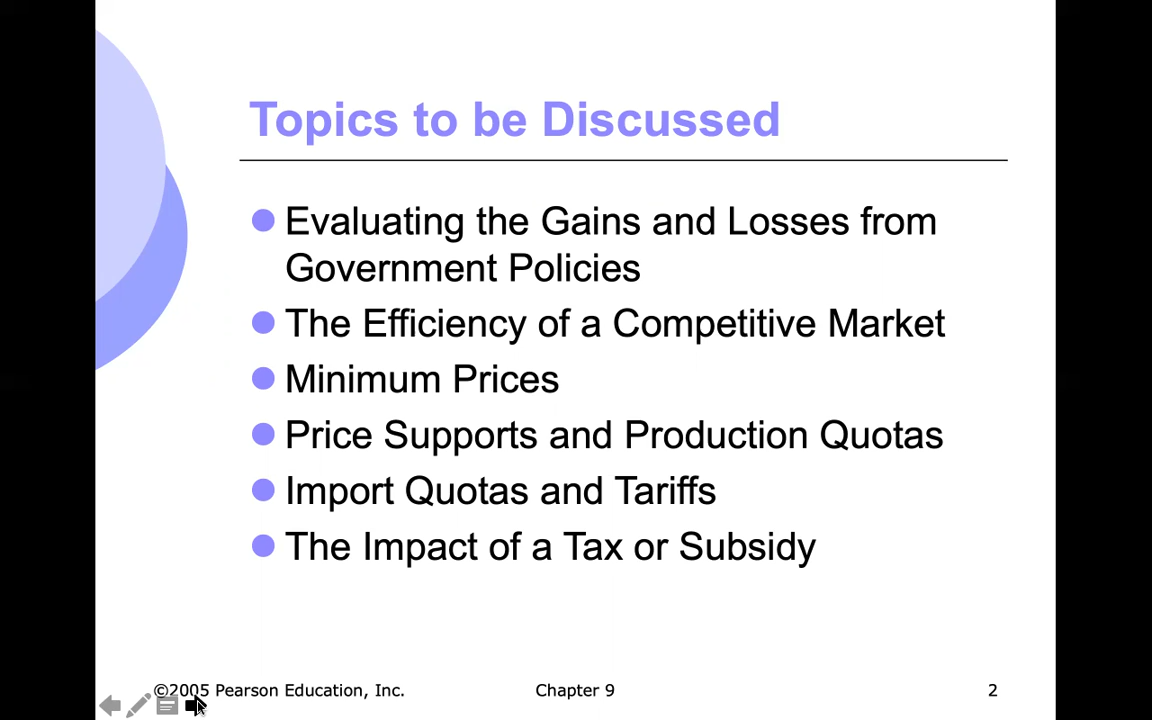 Topics to be Discussed
Evaluating the Gains and Losses from
Government Policies
The Efficiency of a Competitive Market
Minimum Prices
Price Supports and Production Quotas
Import Quotas and Tariffs
The Impact of a Tax or Subsidy
©2005 Pearson Education, Inc. Chapter 9 2